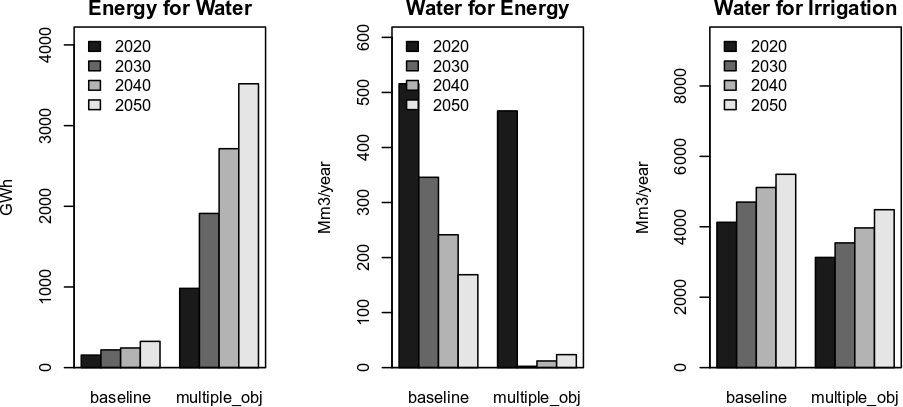 Energy for Water
GWh
4000
3000
2000
1000
0
2020
2030
2040
2050
baseline
multiple_obj
Water for Energy
Mm3/year
600
500
400
300
200
100
0
2020
2030
2040
2050
baseline
multiple_obj
Water for Irrigation
Mm3/year
8000
6000
4000
2000
0
2020
2030
2040
2050
baseline
multiple_obj